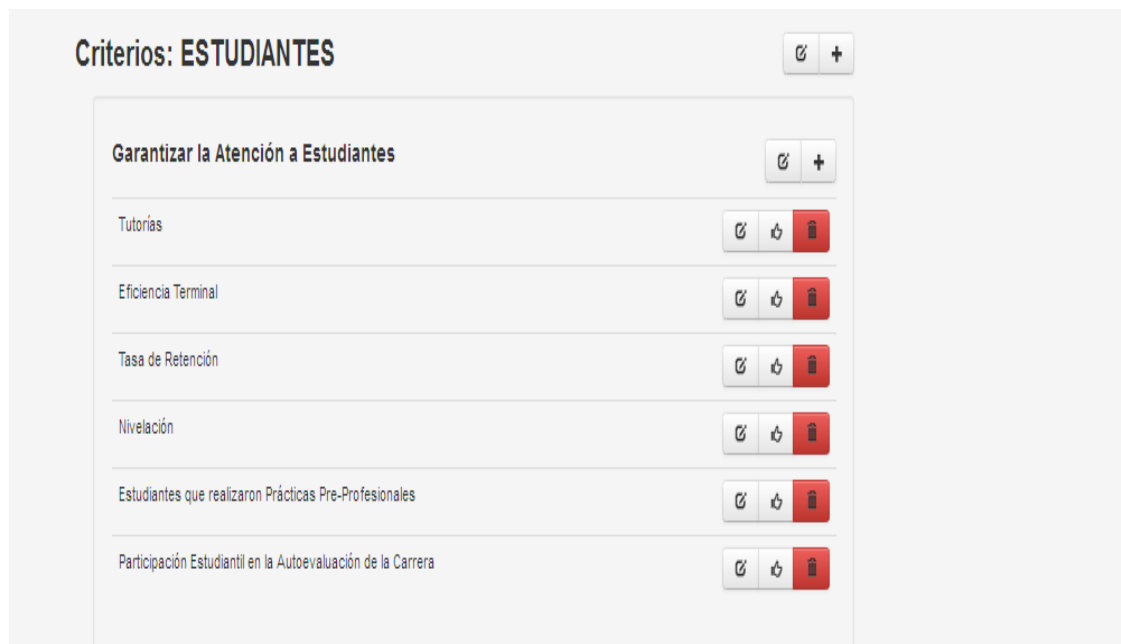 Criterios: ESTUDIANTES
Garantizar la Atención a Estudiantes
Tutorías
Eficiencia Terminal
Tasa de Retención
Nivelación
Estudiantes que realizaron Prácticas Pre-Profesionales
Participación Estudiantil en la Autoevaluación de la Carrera